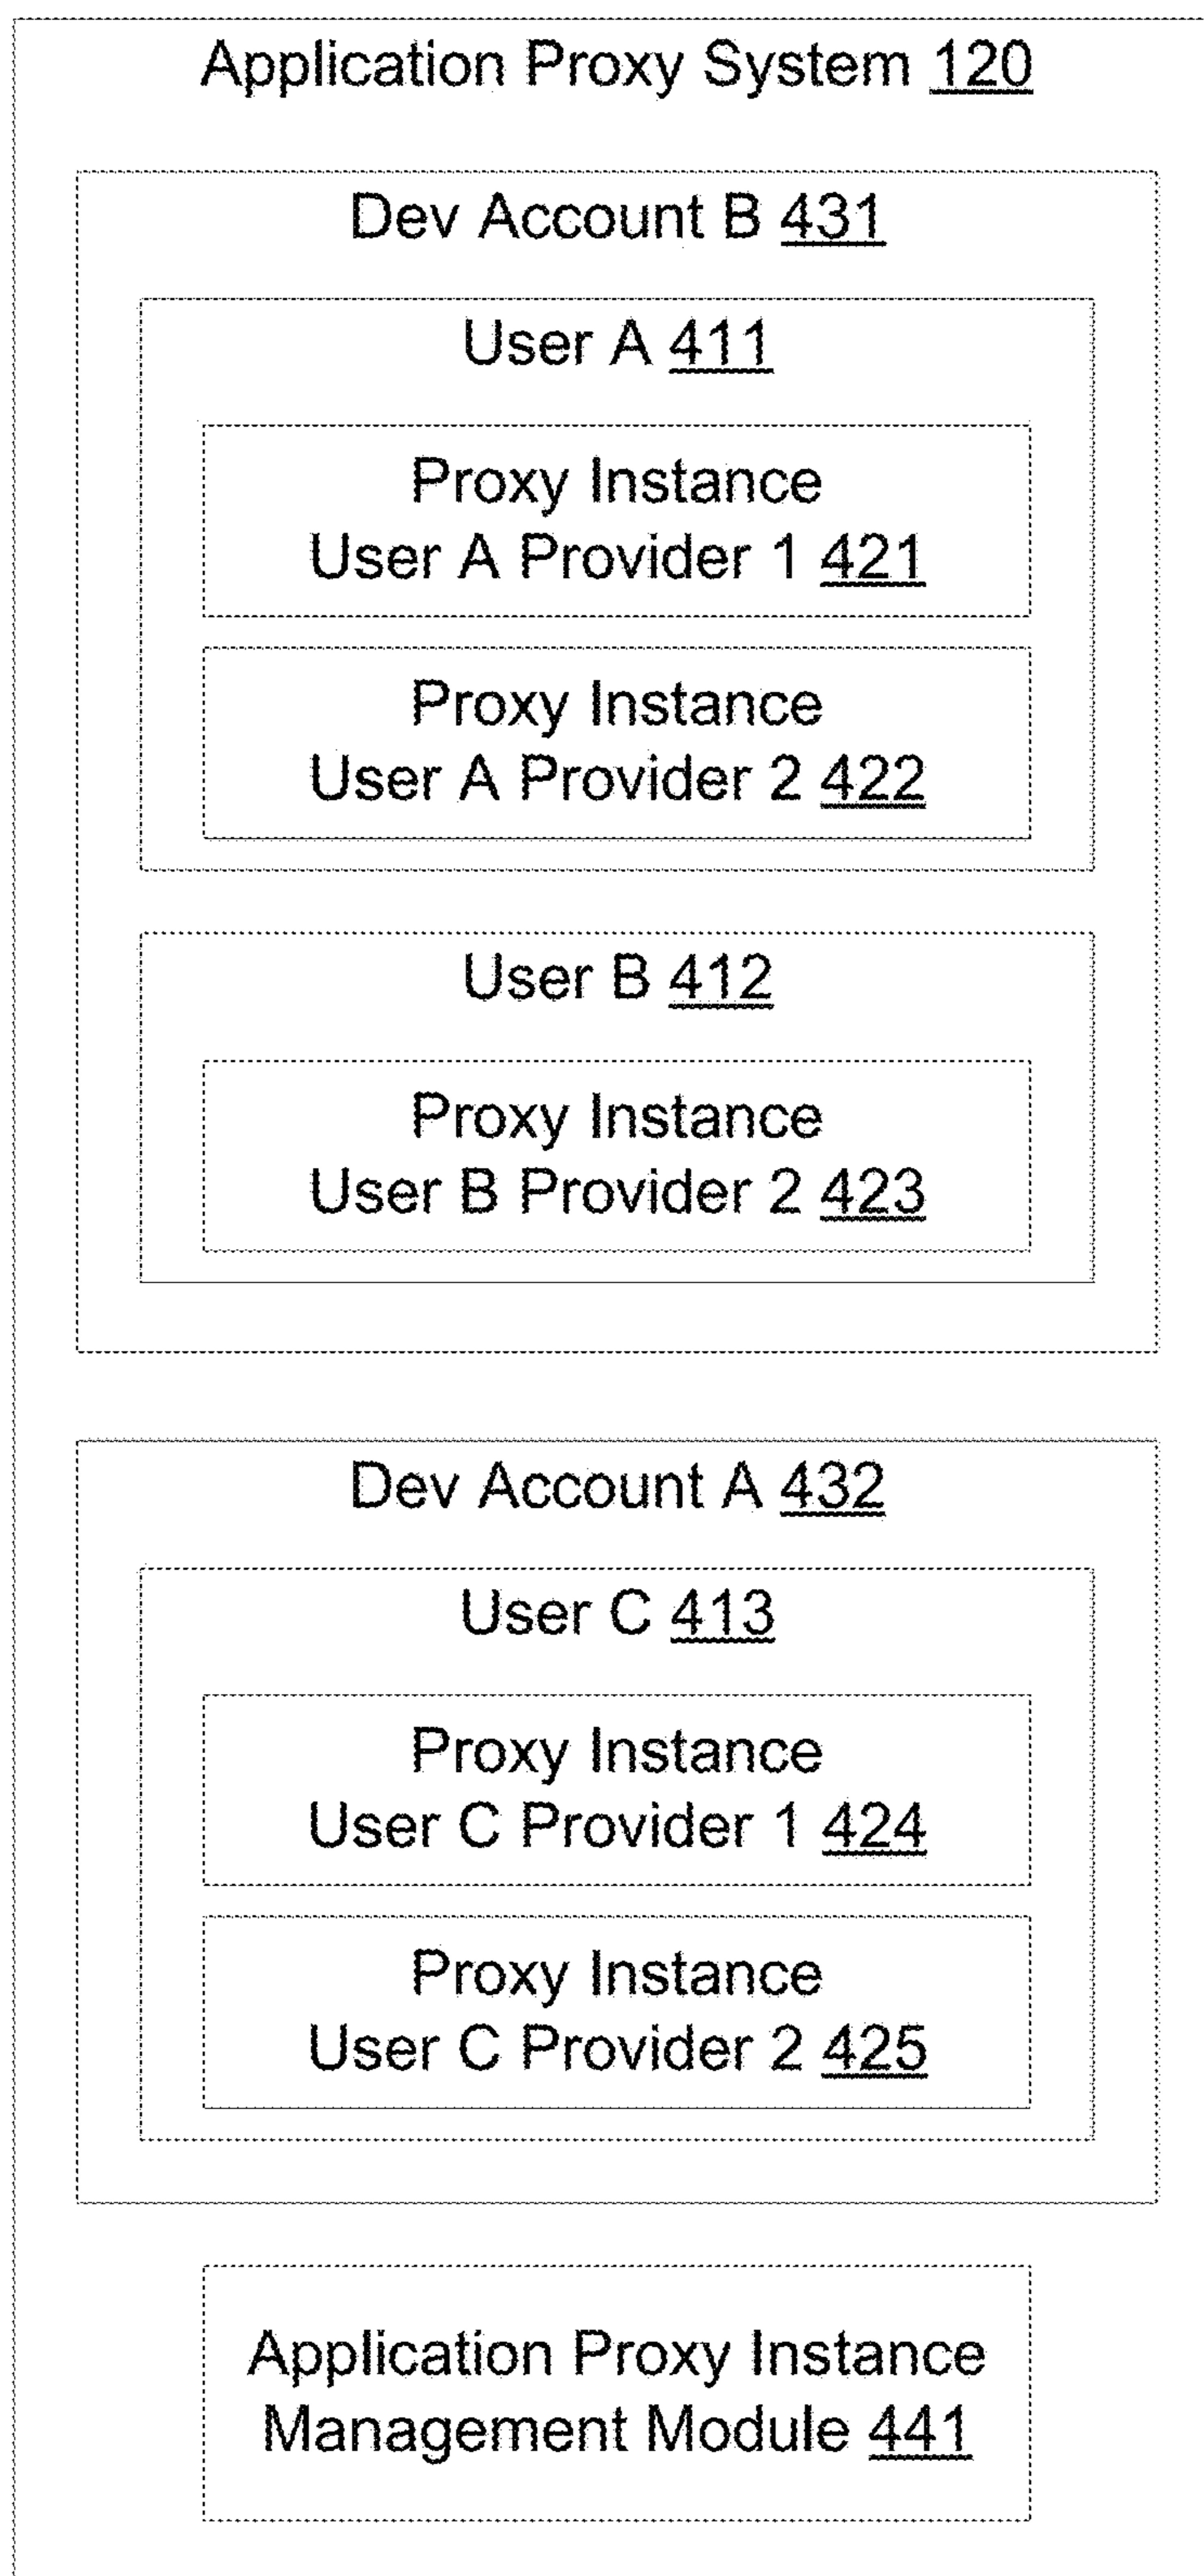 Application Proxy System 120
Dev Account B 431
User A 411
Proxy Instance
User A Provider 1 421
Proxy Instance
User A Provider 2 422
User B 412
Proxy Instance
User B Provider 2 423
Dev Account A 432
User C 413
Proxy Instance
User C Provider 1 424
Proxy Instance
User C Provider 2 425
Application Proxy Instance
Management Module 441